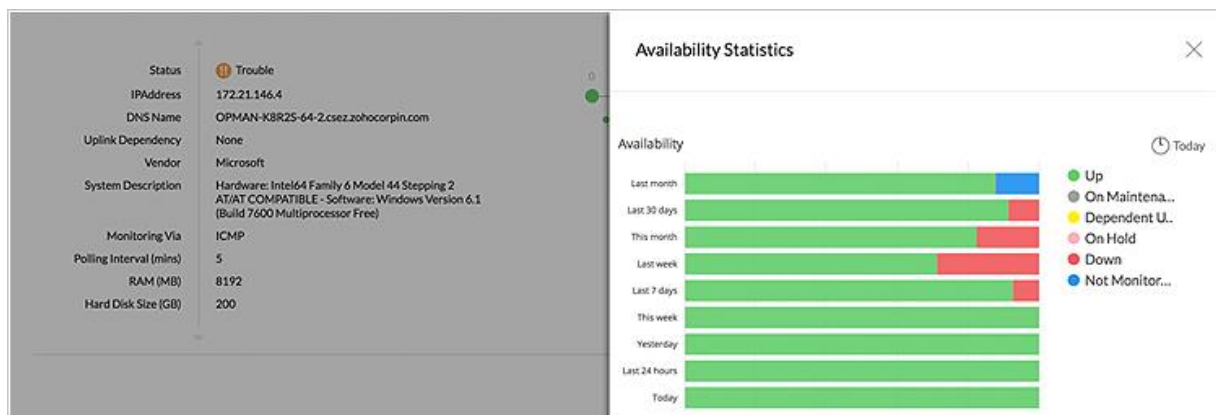 Status Trouble
IPAddress 172.21.146.4
DNS Name OPMAN-K8R2S-64-2.csez.zohocorpin.com
Uplink Dependency None
Vendor Microsoft
System Description Hardware: Intel64 Family 6 Model 44 Stepping 2
AT/AT COMPATIBLE - Software: Windows Version 6.1
(Build 7600 Multiprocessor Free)
Monitoring Via ICMP
Polling Interval (mins) 5
RAM (MB) 8192
Hard Disk Size (GB) 200
0
Availability Statistics
Availability
Today
Last month
Last 30 days
This month
Last week
Last 7 days
This week
Yesterday
Last 24 hours
Today
Up
On Maintena...
Dependent U..
On Hold
Down
Not Monitor...